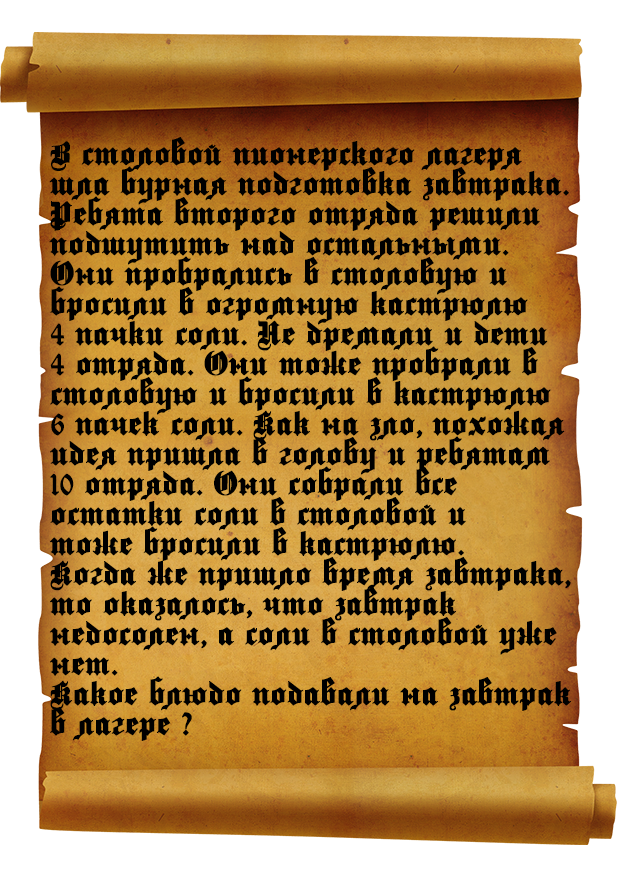 В столовой пионерского лагеря
шла бурная подготовка завтрака.
Ребята второго отряда решили
подшутить над остальными.
Они пробрались в столовую и
бросили в огромную кастрюлю
4 пачки соли. Не дремали и дети
4 отряда. Они тоже пробрали в
столовую и бросили в кастрюлю
6 пачек соли. Как на зло, похожая
идея пришла в голову и ребятам
10 отряда. Они собрали все
остатки соли в столовой и
тоже бросили в кастрюлю.
Когда же пришло время завтрака,
то оказалось, что завтрак
недосолен, а соли в столовой уже
нет.
Какое блюдо подавали на завтрак
в лагере ?